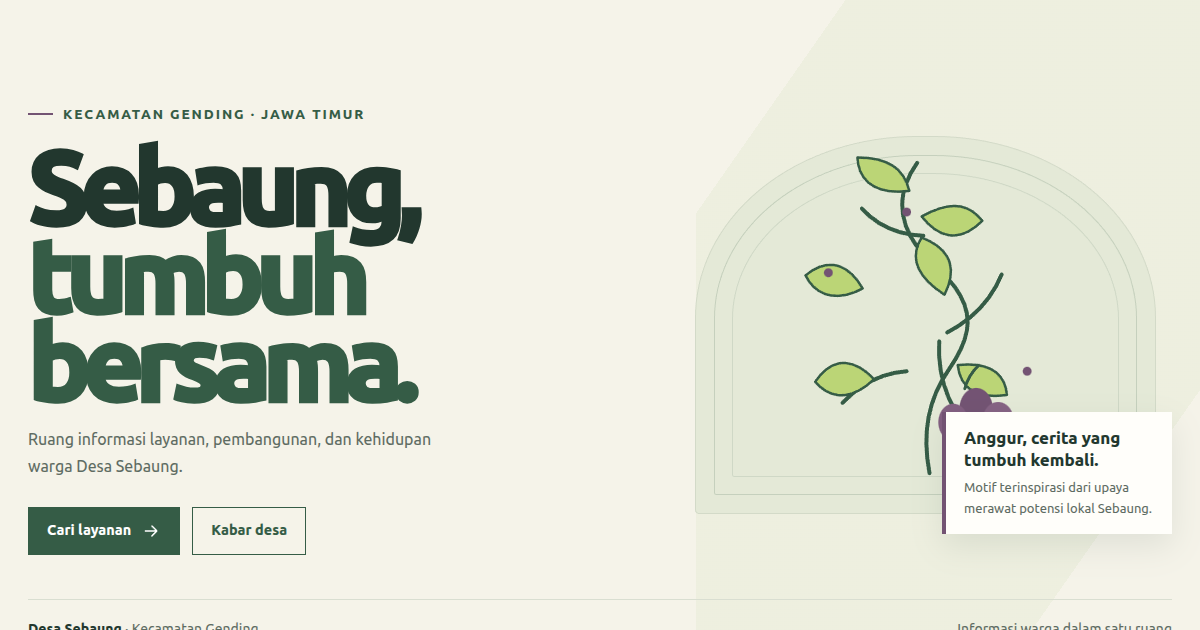 KECAMATAN GENDING · JAWA TIMUR
Sebaung,
tumbuh
bersama.
Ruang informasi layanan, pembangunan, dan kehidupan
warga Desa Sebaung.
Cari layanan →
Kabar desa
Anggur, cerita yang
tumbuh kembali.
Motif terinspirasi dari upaya
merawat potensi lokal Sebaung.
Desa Sebaung · Kecamatan Gending
Informasi warga dalam satu ruang